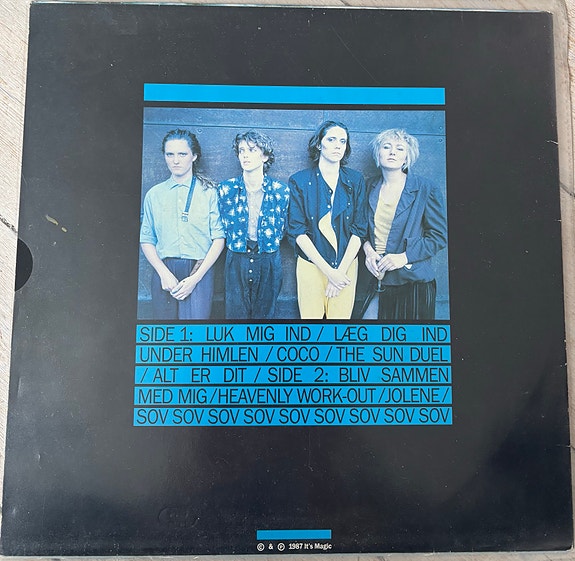 SIDE 1: LUK MIG IND / LÆG DIG IND
UNDER HIMLEN / COCO / THE SUN DUEL
/ ALT ER DIT / SIDE 2: BLIV SAMMEN
MED MIG / HEAVENLY WORK-OUT / JOLENE /
SOV SOV SOV SOV SOV SOV SOV SOV SOV
© & ℗ 1987 It's Magic